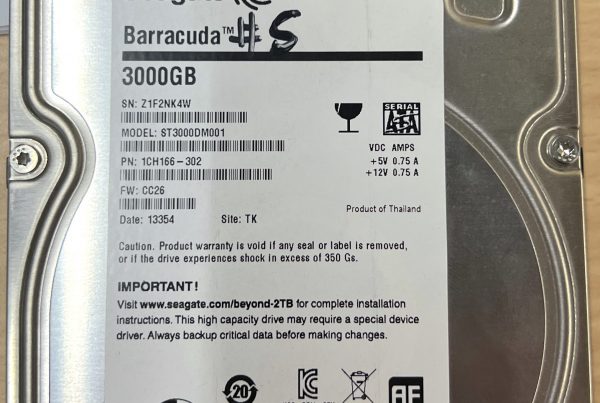 Seagate
Barracuda™ #5
3000GB
SN: Z1F2NK4W
MODEL: ST3000DM001
PN: 1CH166-302
FW: CC26
Date: 13354 Site: TK
SERIAL
ATA
VDC AMPS
+5V 0.75 A
+12V 0.75 A
Product of Thailand
Caution. Product warranty is void if any seal or label is removed,
or if the drive experiences shock in excess of 350 Gs.
IMPORTANT!
Visit www.seagate.com/beyond-2TB for complete installation
instructions. This high capacity drive may require a special device
driver. Always backup critical data before making changes.
20
AF